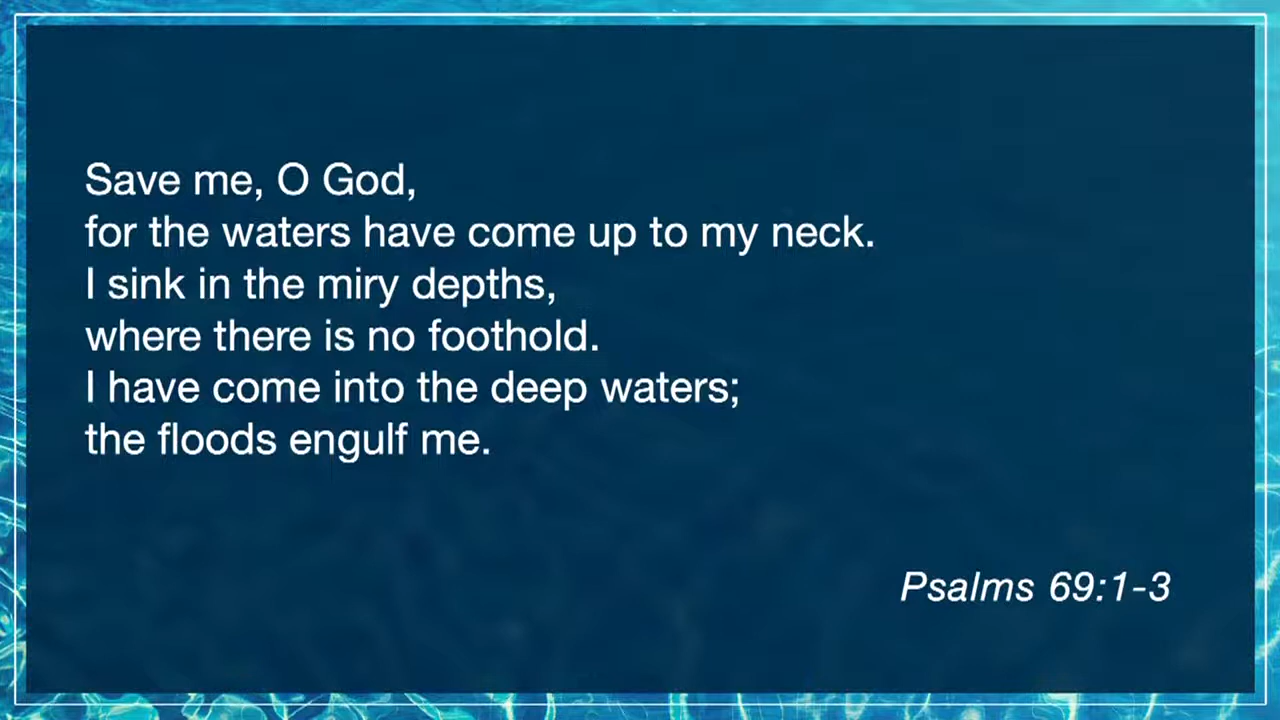 Save me, O God,
for the waters have come up to my neck.
I sink in the miry depths,
where there is no foothold.
I have come into the deep waters;
the floods engulf me.
Psalms 69:1-3